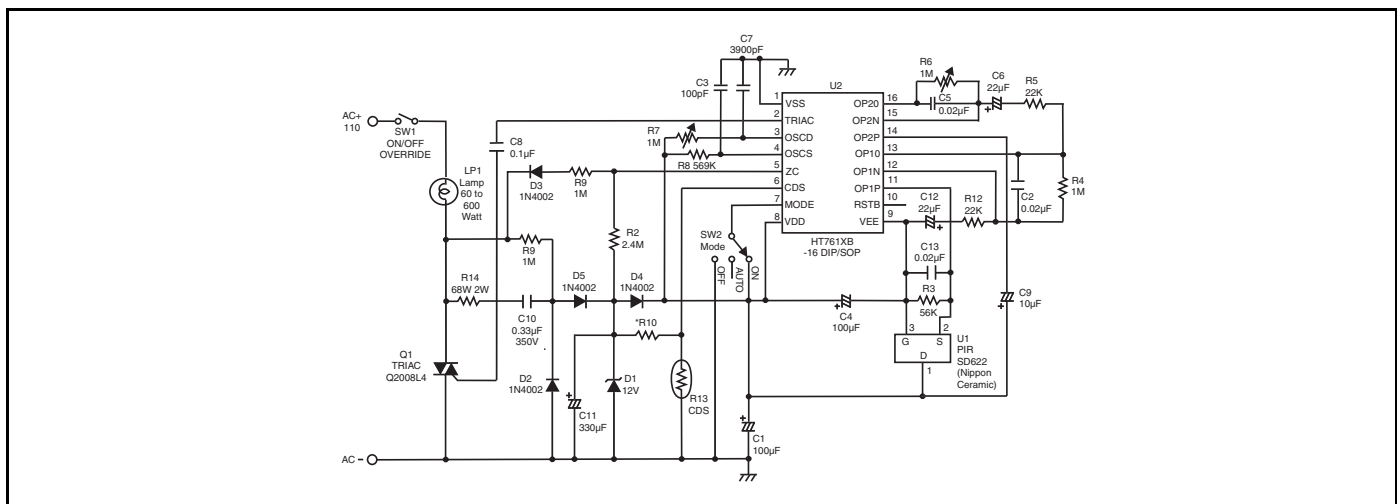 C7
3900pF
C3
100pF
R6
1M
C6
22µF
R5
22K
C5
0.02µF
U2
1
VSS
OP20
16
2
TRIAC
OP2N
15
3
OSCD
OP2P
14
4
OSCS
OP10
13
5
ZC
OP1N
12
6
CDS
OP1P
11
7
MODE
RSTB
10
8
VDD
VEE
9
HT761XB
-16 DIP/SOP
AC+
110
SW1
ON/OFF
OVERRIDE
C8
0.1µF
R7
1M
R8 569K
LP1
Lamp
60 to
600
Watt
D3
1N4002
R9
1M
R9
1M
R2
2.4M
SW2
Mode
OFF
AUTO
ON
C12
22µF
R12
22K
C2
0.02µF
R4
1M
C13
0.02µF
R3
56K
R14
68W 2W
C10
0.33µF
350V
D5
1N4002
D4
1N4002
C4
100µF
C9
10µF
*R10
3
2
G
S
D
1
U1
PIR
SD622
(Nippon
Ceramic)
Q1
TRIAC
Q2008L4
D2
1N4002
C11
330µF
D1
12V
R13
CDS
C1
100µF
AC -